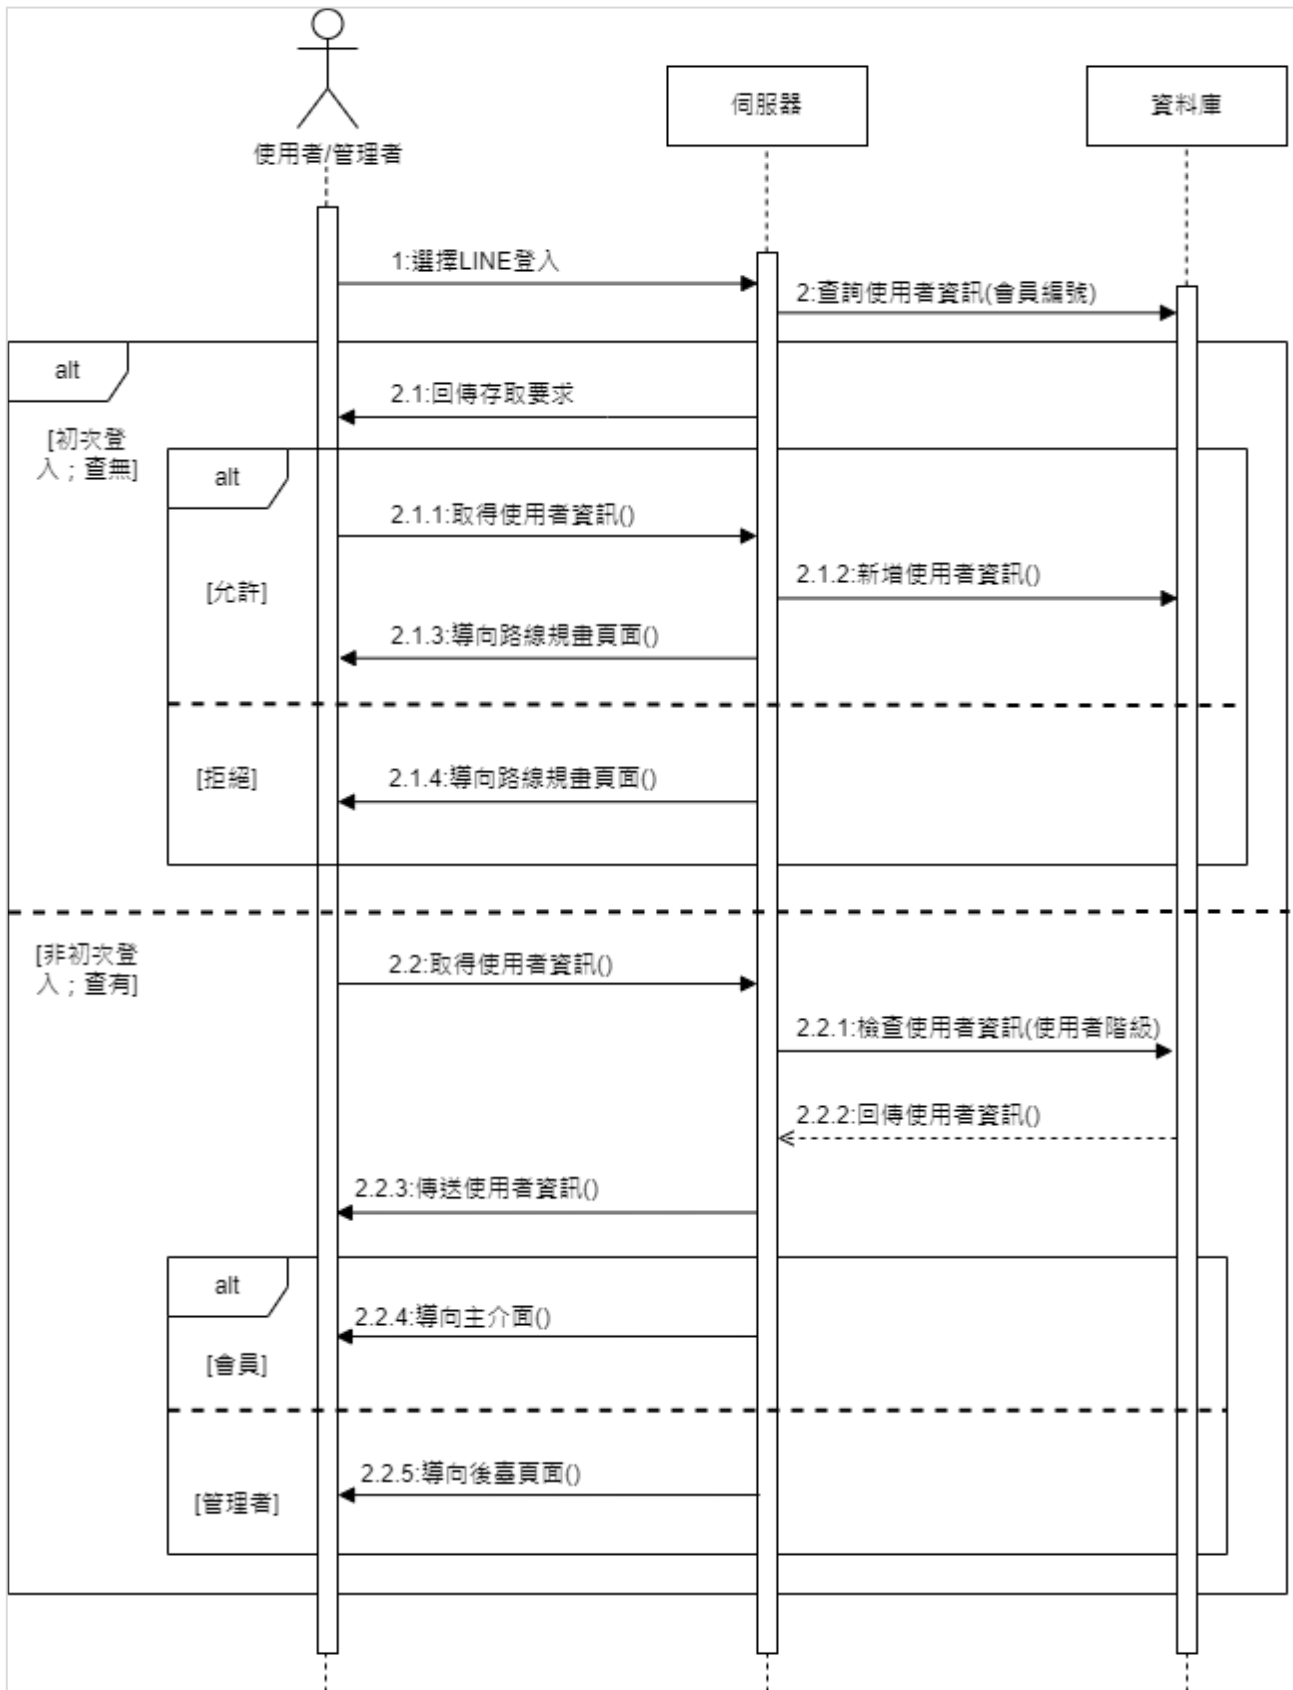 使用者/管理者
伺服器
資料庫
1:選擇LINE登入
2:查詢使用者資訊(會員編號)
alt
2.1:回傳存取要求
[初次登
入；查無]
alt
2.1.1:取得使用者資訊()
2.1.2:新增使用者資訊()
[允許]
2.1.3:導向路線規畫頁面()
[拒絕]
2.1.4:導向路線規畫頁面()
[非初次登
入；查有]
2.2:取得使用者資訊()
2.2.1:檢查使用者資訊(使用者階級)
2.2.2:回傳使用者資訊()
2.2.3:傳送使用者資訊()
alt
2.2.4:導向主介面()
[會員]
2.2.5:導向後臺頁面()
[管理者]